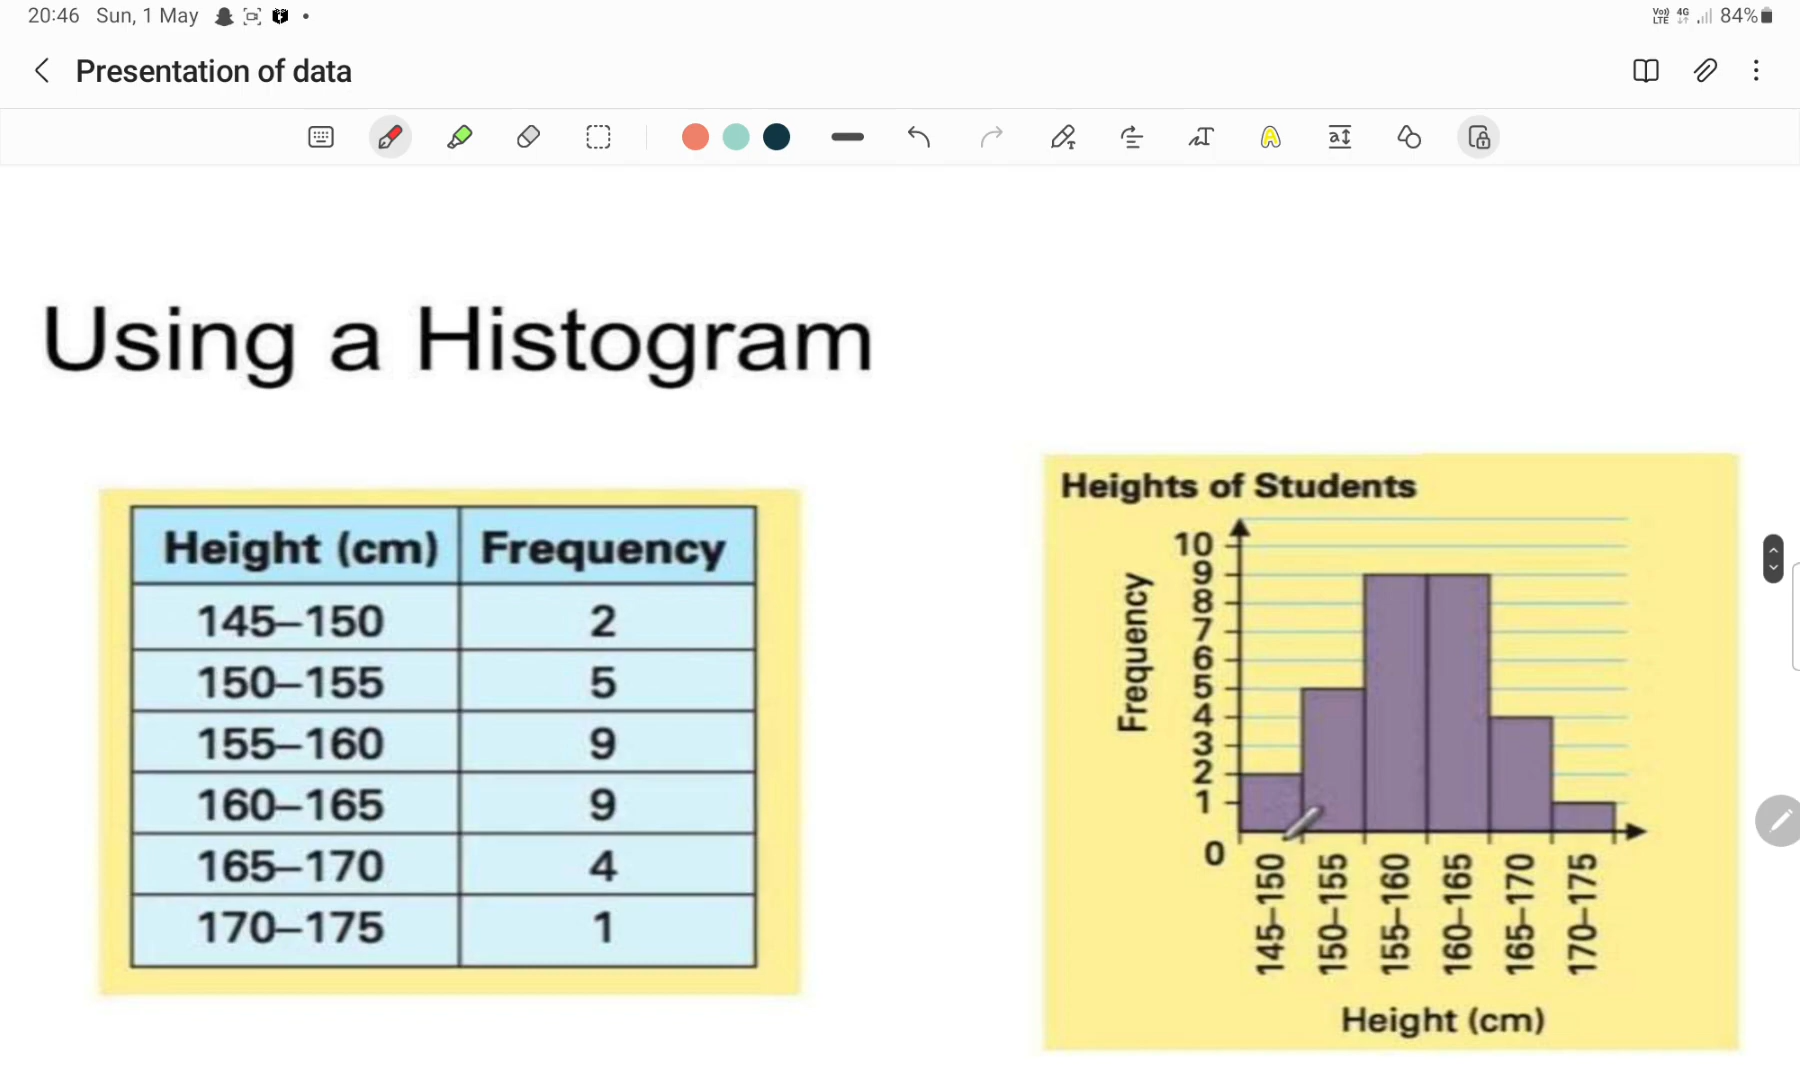 20:46 Sun, 1 May
Vo)) LTE 4G 84%
Presentation of data
Using a Histogram
Height (cm) Frequency
145–150 2
150–155 5
155–160 9
160–165 9
165–170 4
170–175 1
Heights of Students
Frequency
10
9
8
7
6
5
4
3
2
1
0
145–150 150–155 155–160 160–165 165–170 170–175
Height (cm)